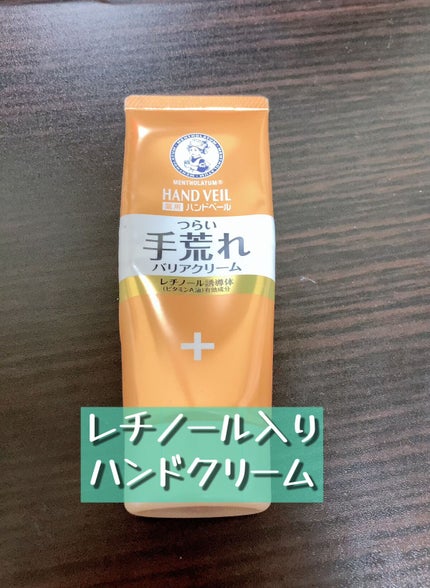 MENTHOLATUM
MENTHOLATUM®
HAND VEIL
薬用 ハンドベール
つらい
手荒れ
バリアクリーム
レチノール誘導体
(ビタミンA油)有効成分
レチノール入り
ハンドクリーム